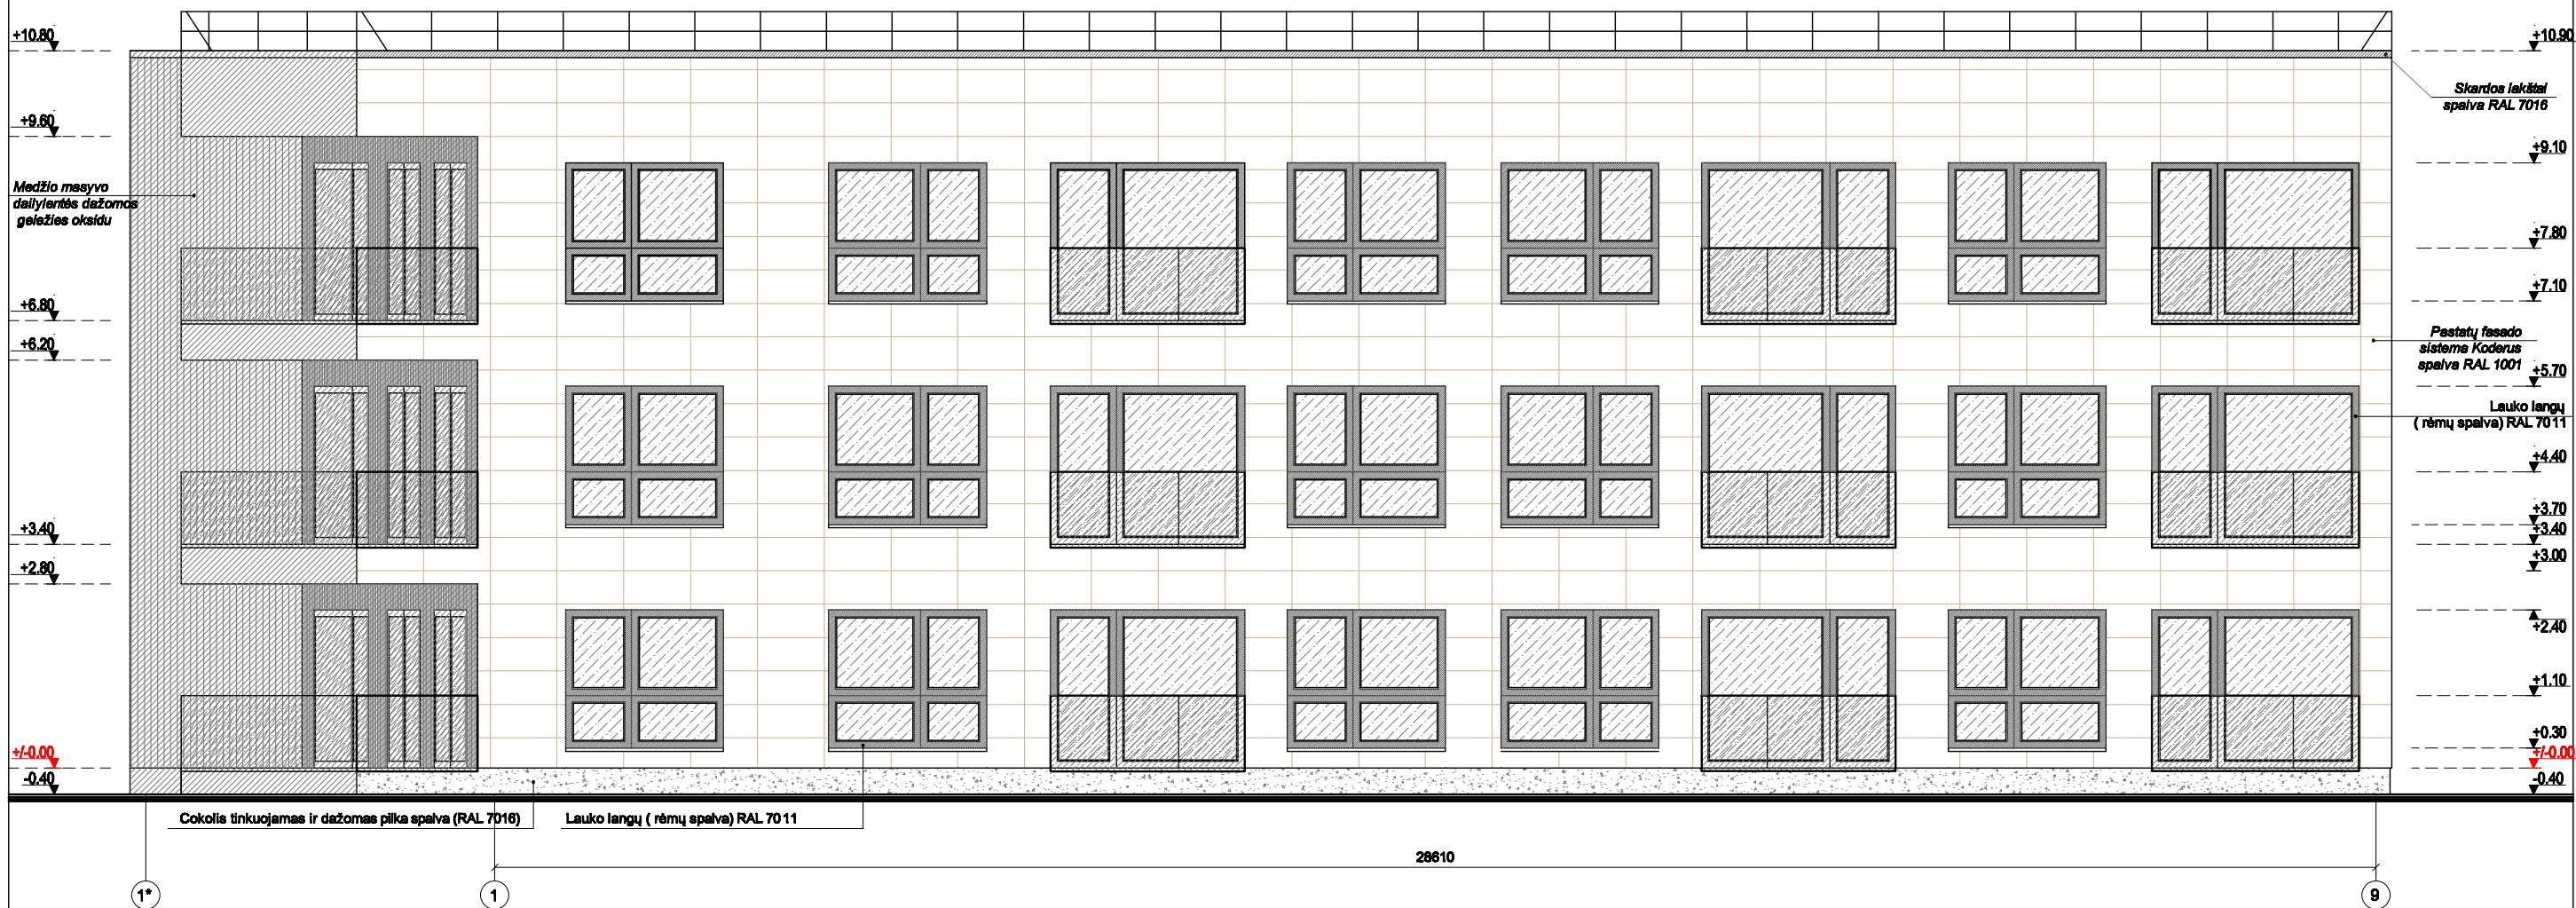 +10.80
+9.60
Medžio masyvo
dailylentės dažomos
geležies oksidu
+6.80
+6.20
+3.40
+2.80
+/-0.00
-0.40
+10.90
Skardos lakštai
spalva RAL 7016
+9.10
+7.80
+7.10
Pastatų fasado
sistema Koderus
spalva RAL 1001
+5.70
Lauko langų
( rėmų spalva) RAL 7011
+4.40
+3.70
+3.40
+3.00
+2.40
+1.10
+0.30
+/-0.00
-0.40
Cokolis tinkuojamas ir dažomas pilka spalva (RAL 7016)
Lauko langų ( rėmų spalva) RAL 7011
28610
1*
1
9